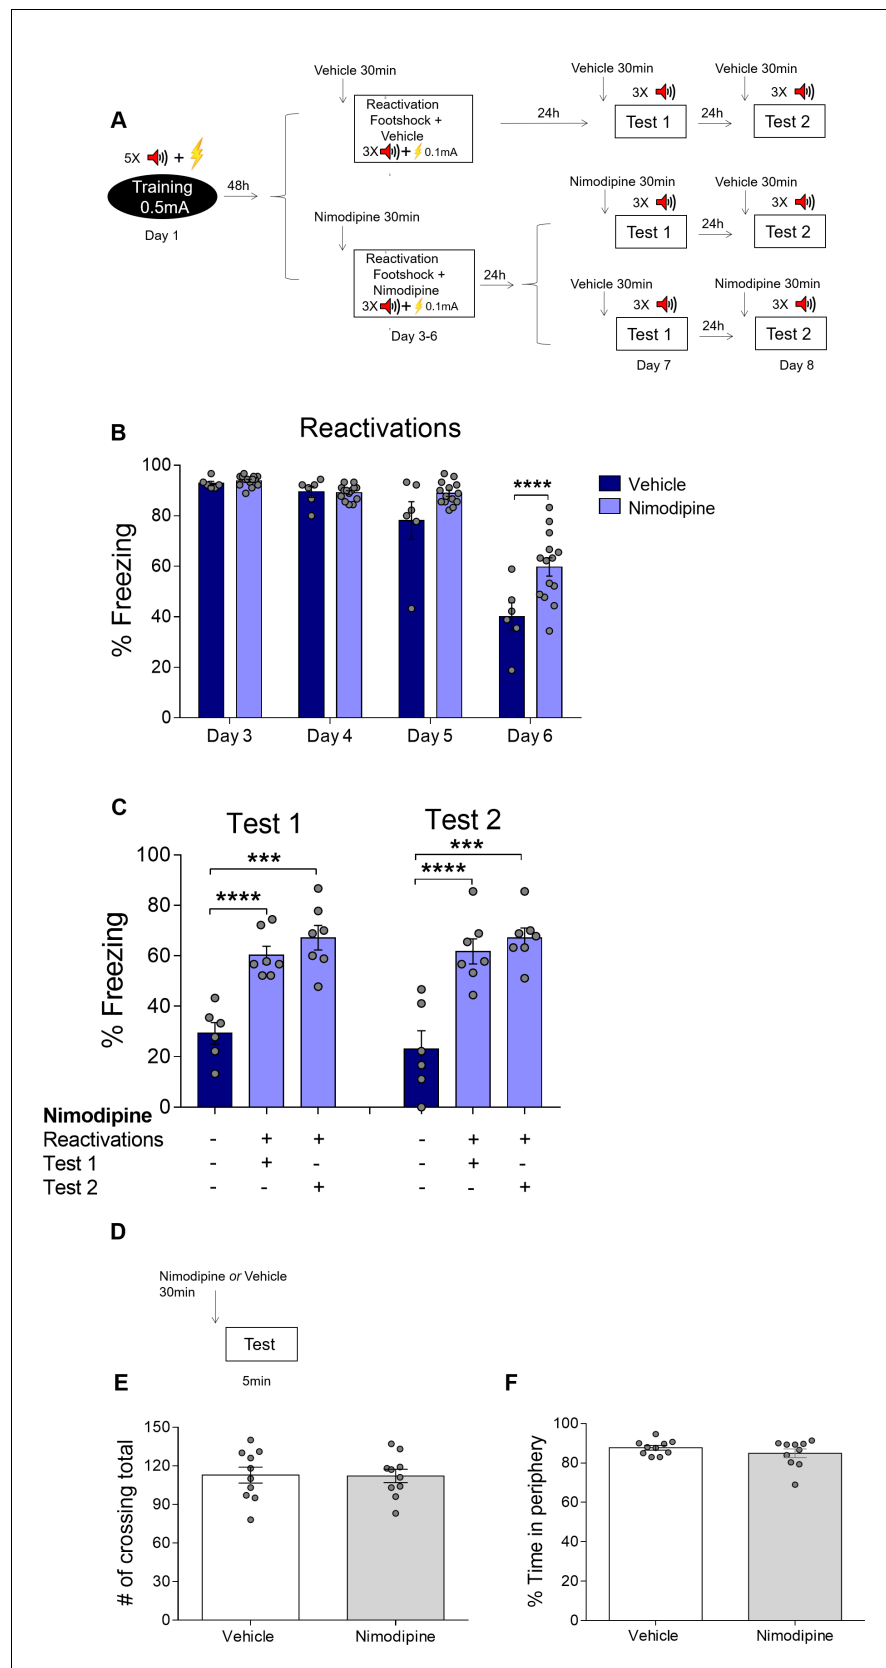 A
5X + 
Training
0.5mA
Day 1
48h
Vehicle 30min
Reactivation
Footshock +
Vehicle
3X + 0.1mA
24h
Vehicle 30min
3X
Test 1
24h
Vehicle 30min
3X
Test 2
Nimodipine 30min
Reactivation
Footshock +
Nimodipine
3X + 0.1mA
Day 3-6
24h
Nimodipine 30min
3X
Test 1
24h
Vehicle 30min
3X
Test 2
Vehicle 30min
3X
Test 1
Day 7
24h
Nimodipine 30min
3X
Test 2
Day 8
B
Reactivations
% Freezing
100
80
60
40
20
0
Day 3 Day 4 Day 5 Day 6
****
Vehicle
Nimodipine
C
Test 1 Test 2
% Freezing
100
80
60
40
20
0
*** ****
*** ****
Nimodipine
Reactivations - + + - + +
Test 1 - + - - + -
Test 2 - - + - - +
D
Nimodipine or Vehicle
30min
Test
5min
E
# of crossing total
150
120
90
60
30
0
Vehicle Nimodipine
F
% Time in periphery
100
80
60
40
20
0
Vehicle Nimodipine